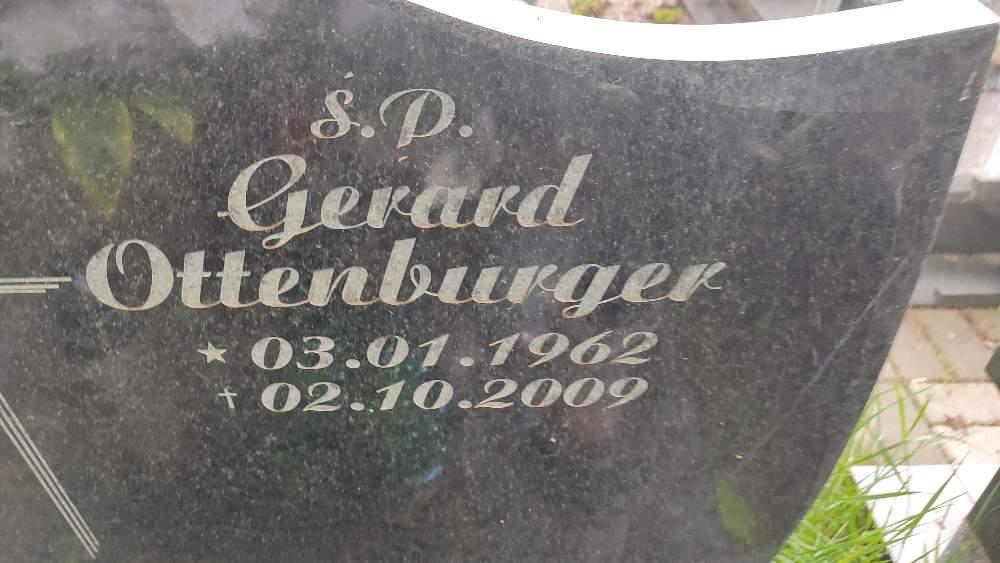 ś.P.
Gerard
Ottenburger
★ 03.01.1962
† 02.10.2009